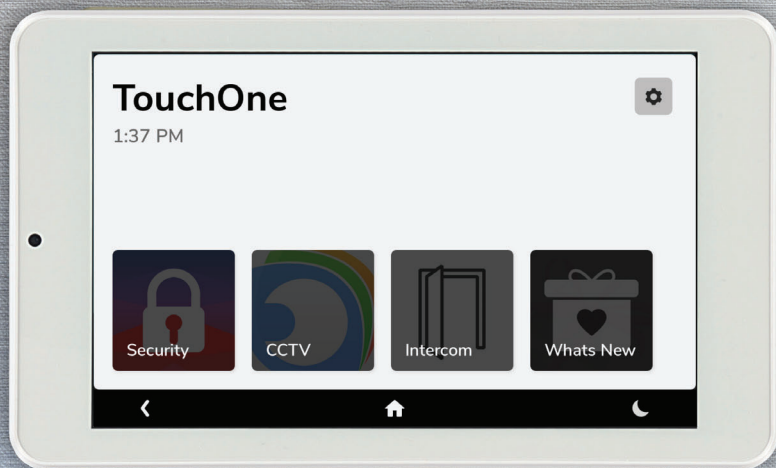 TouchOne
1:37 PM
Security
CCTV
Intercom
Whats New